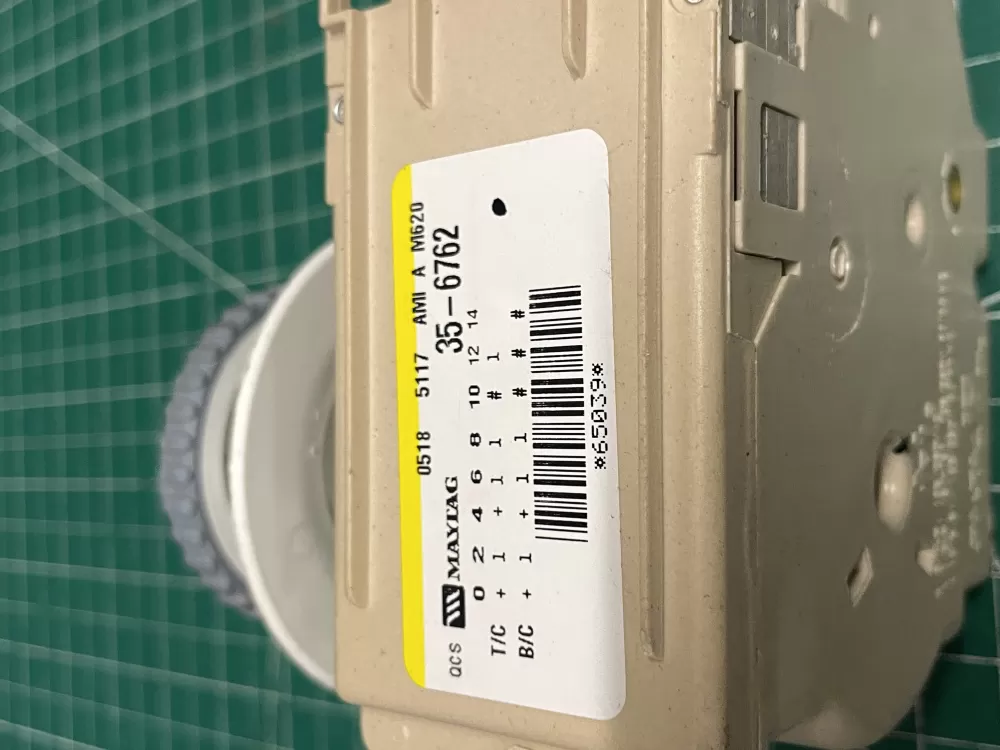 0518 5117 AMI A M620
QCS MAYTAG 35-6762
0 2 4 6 8 10 12 14
T/C + 1 + 1 1 # 1
B/C + 1 + 1 1 # # #
*65039*